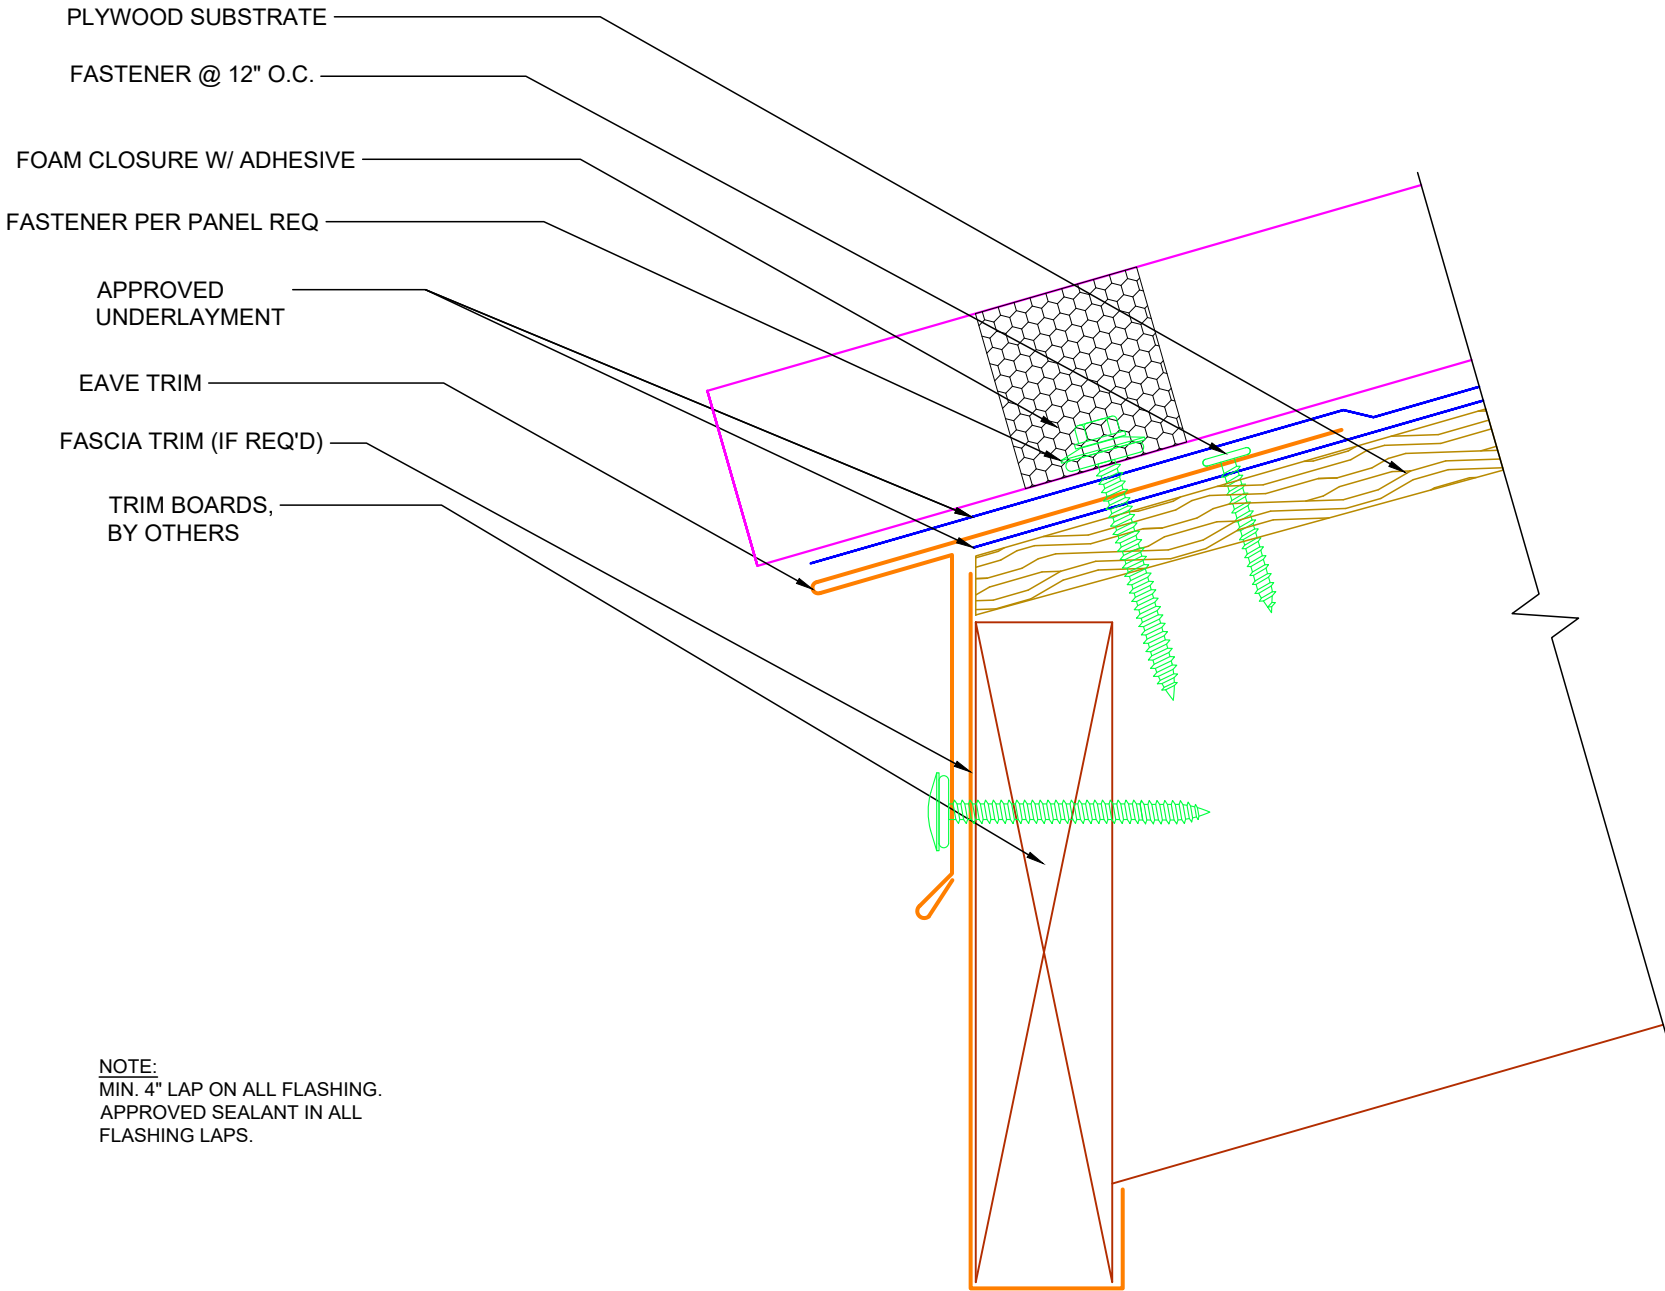 PLYWOOD SUBSTRATE
FASTENER @ 12" O.C.
FOAM CLOSURE W/ ADHESIVE
FASTENER PER PANEL REQ
APPROVED
UNDERLAYMENT
EAVE TRIM
FASCIA TRIM (IF REQ'D)
TRIM BOARDS,
BY OTHERS
NOTE:
MIN. 4" LAP ON ALL FLASHING.
APPROVED SEALANT IN ALL
FLASHING LAPS.